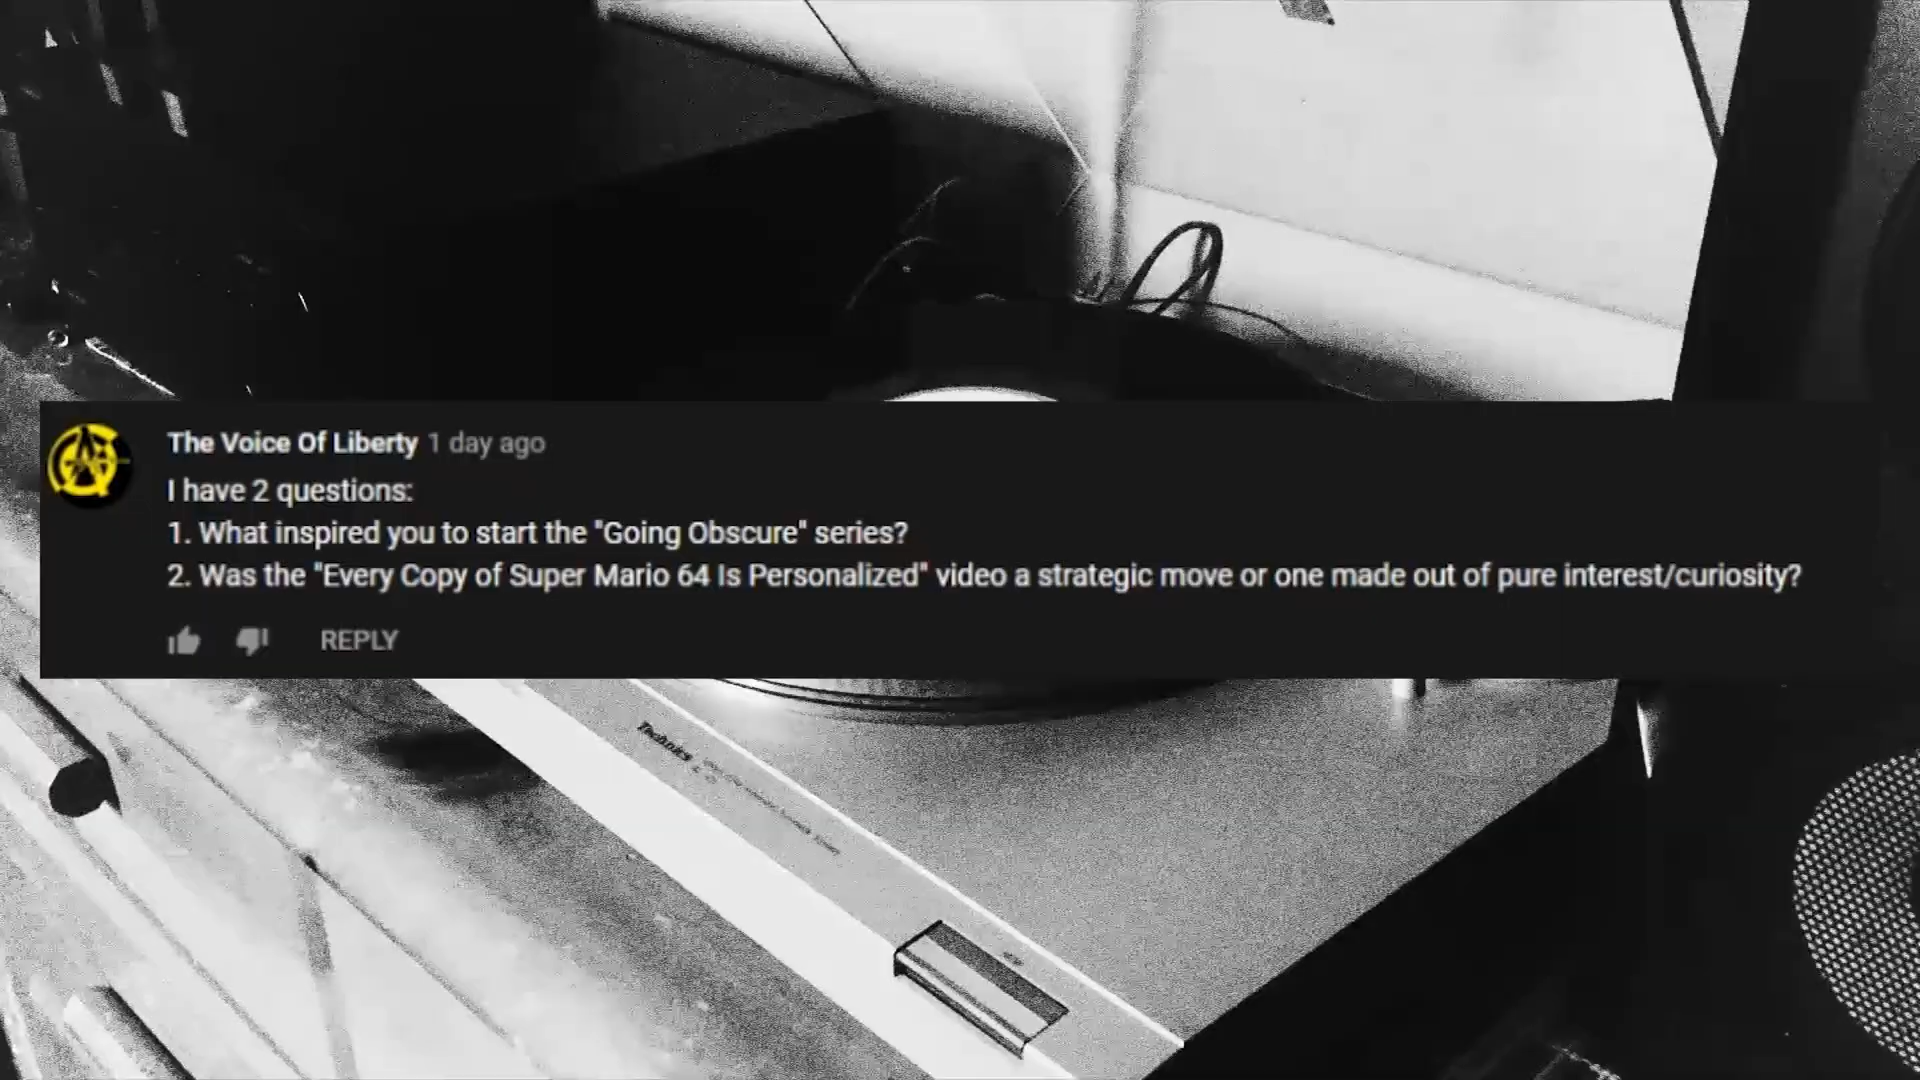 The Voice Of Liberty 1 day ago
I have 2 questions:
1. What inspired you to start the "Going Obscure" series?
2. Was the "Every Copy of Super Mario 64 Is Personalized" video a strategic move or one made out of pure interest/curiosity?
REPLY
Technics